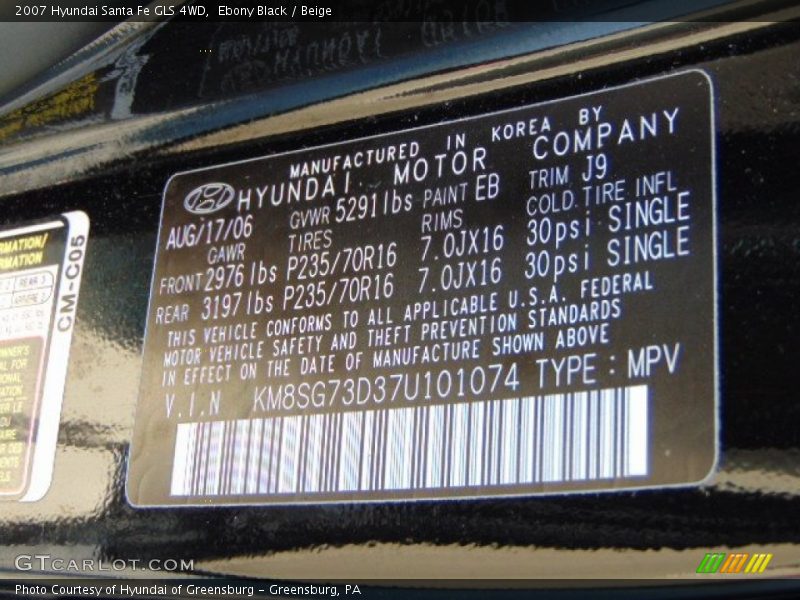 2007 Hyundai Santa Fe GLS 4WD, Ebony Black / Beige
MANUFACTURED IN KOREA BY
HYUNDAI MOTOR COMPANY
AUG/17/06 GVWR 5291lbs PAINT EB TRIM J9
GAWR TIRES RIMS COLD.TIRE INFL
FRONT 2976 lbs P235/70R16 7.0JX16 30psi SINGLE
REAR 3197 lbs P235/70R16 7.0JX16 30psi SINGLE
THIS VEHICLE CONFORMS TO ALL APPLICABLE U.S.A. FEDERAL
MOTOR VEHICLE SAFETY AND THEFT PREVENTION STANDARDS
IN EFFECT ON THE DATE OF MANUFACTURE SHOWN ABOVE
V.I.N KM8SG73D37U101074 TYPE : MPV
RMATION/
RMATION
CM-C05
GTCARLOT.COM
Photo Courtesy of Hyundai of Greensburg - Greensburg, PA